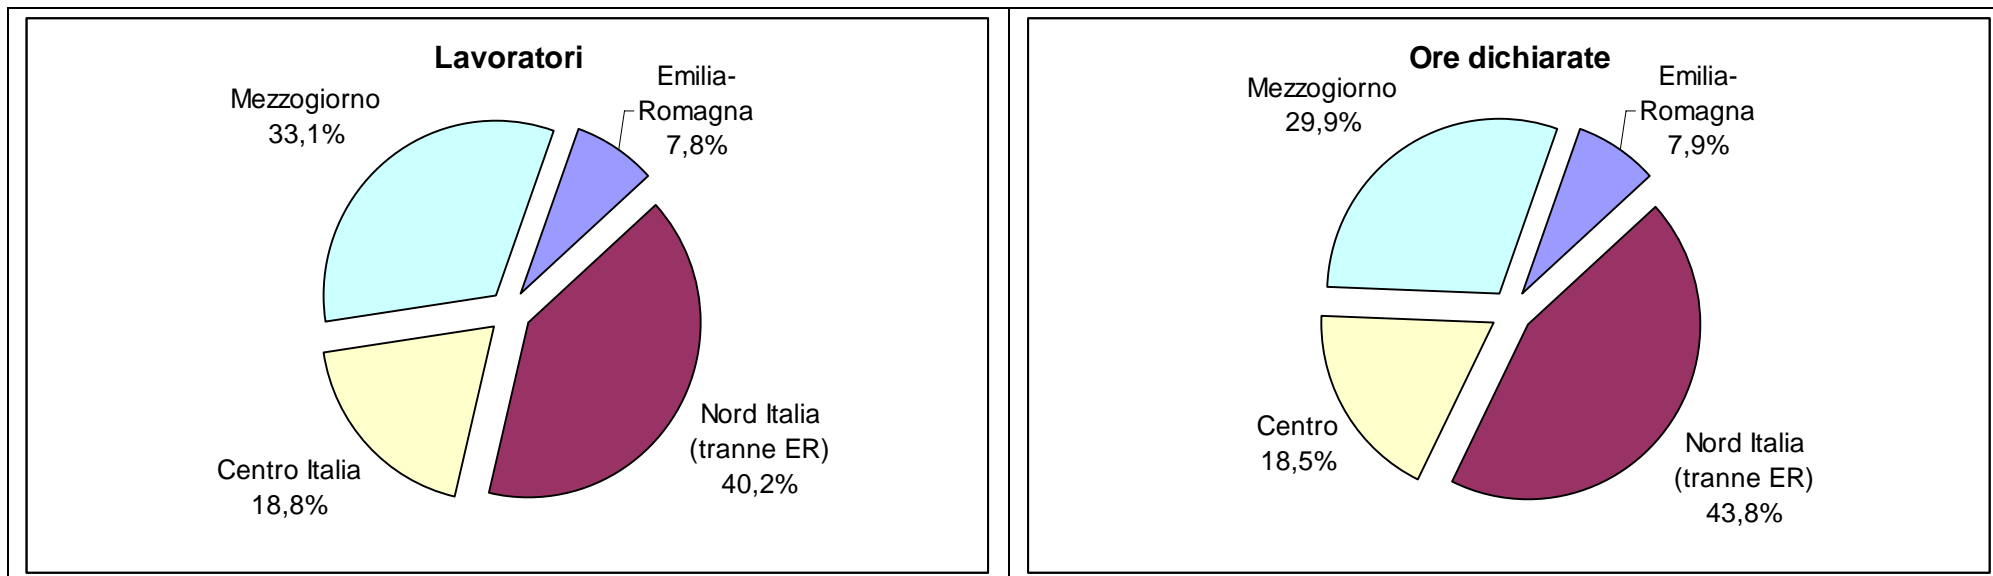 Lavoratori
Emilia-
Romagna
7,8%
Mezzogiorno
33,1%
Nord Italia
(tranne ER)
40,2%
Centro Italia
18,8%
Ore dichiarate
Emilia-
Romagna
7,9%
Mezzogiorno
29,9%
Centro
18,5%
Nord Italia
(tranne ER)
43,8%